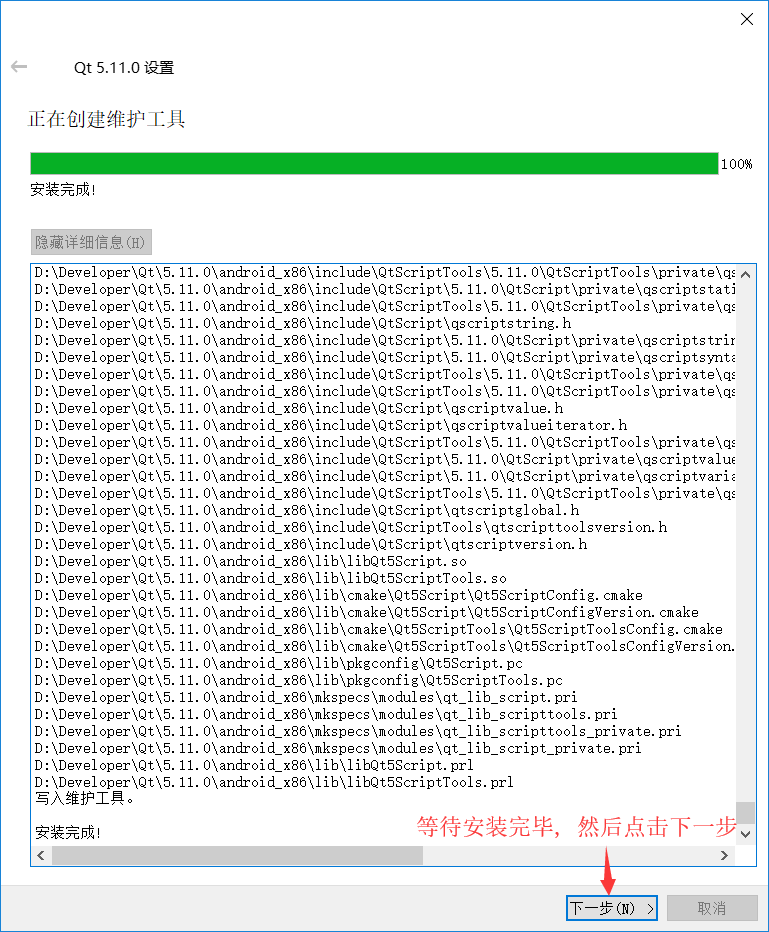 Qt 5.11.0 设置
正在创建维护工具
100%
安装完成!
隐藏详细信息(H)
D:\Developer\Qt\5.11.0\android_x86\include\QtScriptTools\5.11.0\QtScriptTools\private\qs
D:\Developer\Qt\5.11.0\android_x86\include\QtScript\5.11.0\QtScript\private\qscriptstati
D:\Developer\Qt\5.11.0\android_x86\include\QtScriptTools\5.11.0\QtScriptTools\private\qs
D:\Developer\Qt\5.11.0\android_x86\include\QtScript\qscriptstring.h
D:\Developer\Qt\5.11.0\android_x86\include\QtScript\5.11.0\QtScript\private\qscriptstrin
D:\Developer\Qt\5.11.0\android_x86\include\QtScript\5.11.0\QtScript\private\qscriptsynta
D:\Developer\Qt\5.11.0\android_x86\include\QtScriptTools\5.11.0\QtScriptTools\private\qs
D:\Developer\Qt\5.11.0\android_x86\include\QtScriptTools\5.11.0\QtScriptTools\private\qs
D:\Developer\Qt\5.11.0\android_x86\include\QtScript\qscriptvalue.h
D:\Developer\Qt\5.11.0\android_x86\include\QtScript\qscriptvalueiterator.h
D:\Developer\Qt\5.11.0\android_x86\include\QtScriptTools\5.11.0\QtScriptTools\private\qs
D:\Developer\Qt\5.11.0\android_x86\include\QtScript\5.11.0\QtScript\private\qscriptvalue
D:\Developer\Qt\5.11.0\android_x86\include\QtScript\5.11.0\QtScript\private\qscriptvaria
D:\Developer\Qt\5.11.0\android_x86\include\QtScriptTools\5.11.0\QtScriptTools\private\qs
D:\Developer\Qt\5.11.0\android_x86\include\QtScript\qtscriptglobal.h
D:\Developer\Qt\5.11.0\android_x86\include\QtScriptTools\qtscripttoolsversion.h
D:\Developer\Qt\5.11.0\android_x86\include\QtScript\qtscriptversion.h
D:\Developer\Qt\5.11.0\android_x86\lib\libQt5Script.so
D:\Developer\Qt\5.11.0\android_x86\lib\libQt5ScriptTools.so
D:\Developer\Qt\5.11.0\android_x86\lib\cmake\Qt5Script\Qt5ScriptConfig.cmake
D:\Developer\Qt\5.11.0\android_x86\lib\cmake\Qt5Script\Qt5ScriptConfigVersion.cmake
D:\Developer\Qt\5.11.0\android_x86\lib\cmake\Qt5ScriptTools\Qt5ScriptToolsConfig.cmake
D:\Developer\Qt\5.11.0\android_x86\lib\cmake\Qt5ScriptTools\Qt5ScriptToolsConfigVersion.
D:\Developer\Qt\5.11.0\android_x86\lib\pkgconfig\Qt5Script.pc
D:\Developer\Qt\5.11.0\android_x86\lib\pkgconfig\Qt5ScriptTools.pc
D:\Developer\Qt\5.11.0\android_x86\mkspecs\modules\qt_lib_script.pri
D:\Developer\Qt\5.11.0\android_x86\mkspecs\modules\qt_lib_scripttools.pri
D:\Developer\Qt\5.11.0\android_x86\mkspecs\modules\qt_lib_scripttools_private.pri
D:\Developer\Qt\5.11.0\android_x86\mkspecs\modules\qt_lib_script_private.pri
D:\Developer\Qt\5.11.0\android_x86\lib\libQt5Script.prl
D:\Developer\Qt\5.11.0\android_x86\lib\libQt5ScriptTools.prl
写入维护工具。
安装完成!
等待安装完毕，然后点击下一步
下一步(N) >
取消